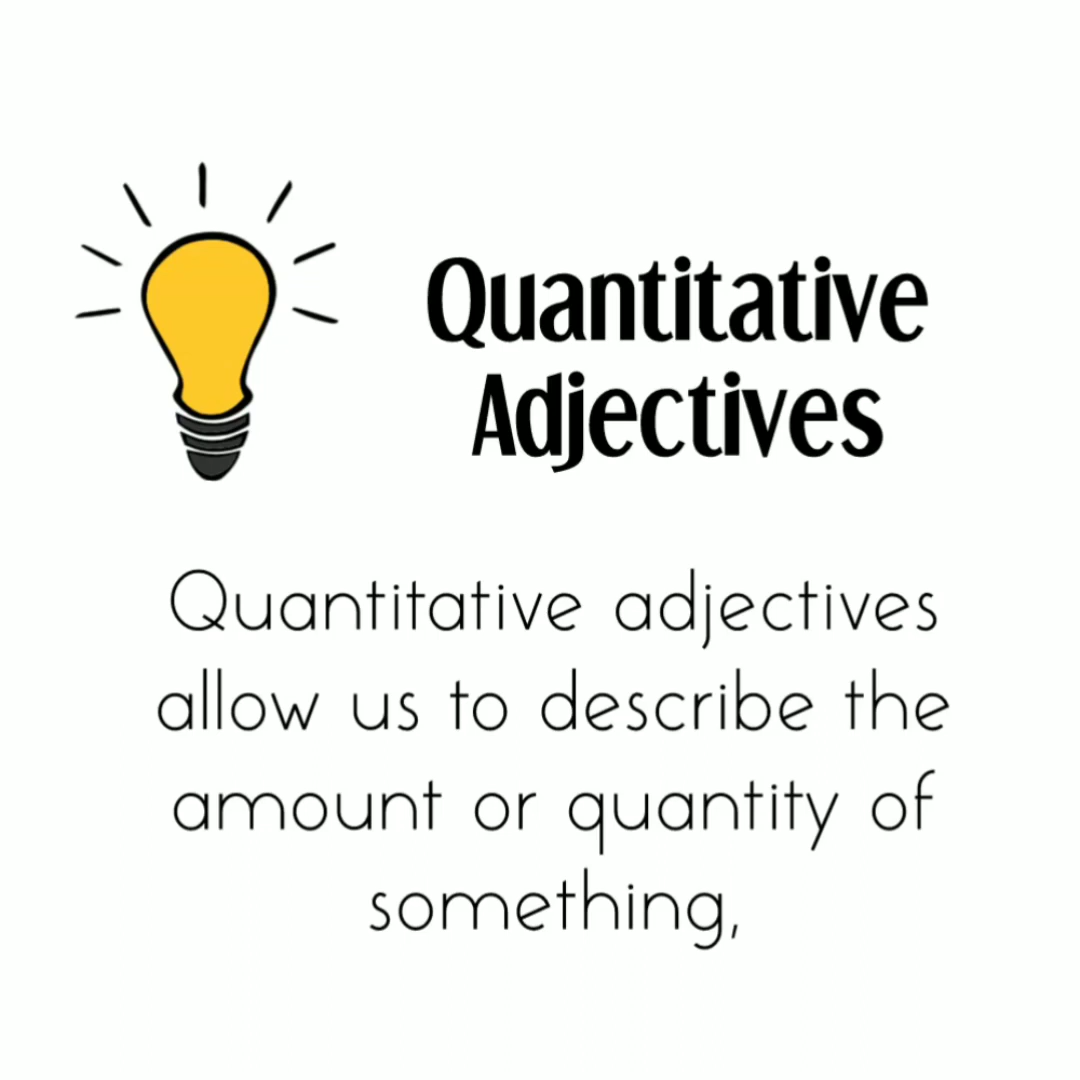 Quantitative
Adjectives
Quantitative adjectives
allow us to describe the
amount or quantity of
something,